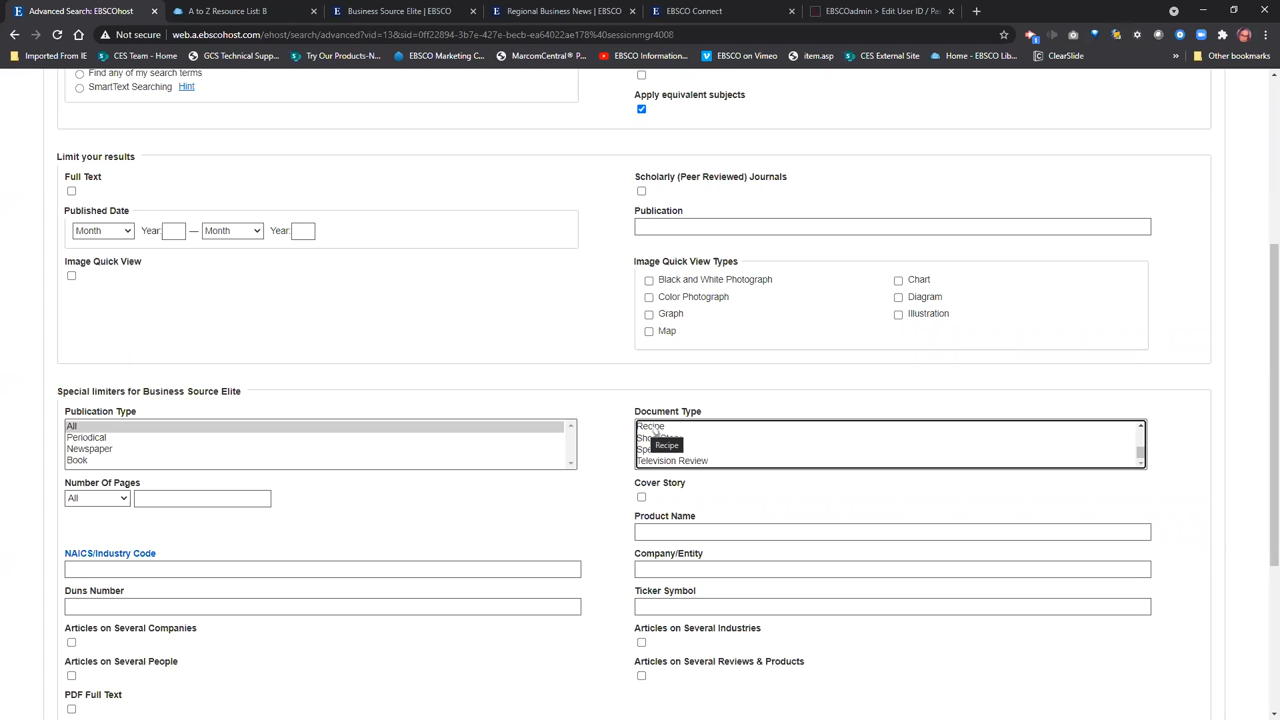 Advanced Search: EBSCOhost
A to Z Resource List: B
Business Source Elite | EBSCO
Regional Business News | EBSCO
EBSCO Connect
EBSCOadmin > Edit User ID / Pa
Not secure | web.a.ebscohost.com/ehost/search/advanced?vid=13&sid=0ff22894-3b7e-427e-becb-ea64022ae178%40sessionmgr4008
Imported From IE
CES Team - Home
GCS Technical Supp...
Try Our Products -...
EBSCO Marketing C...
MarcomCentral® P...
EBSCO Information...
EBSCO on Vimeo
item.asp
CES External Site
Home - EBSCO Lib...
ClearSlide
»
Other bookmarks
Find any of my search terms
SmartText Searching Hint
Apply equivalent subjects
Limit your results
Full Text
Scholarly (Peer Reviewed) Journals
Published Date
Publication
Month Year: — Month Year:
Image Quick View
Image Quick View Types
Black and White Photograph
Chart
Color Photograph
Diagram
Graph
Illustration
Map
Special limiters for Business Source Elite
Publication Type
Document Type
All
Periodical
Newspaper
Book
Recipe
Recipe
Television Review
Number Of Pages
Cover Story
All
Product Name
NAICS/Industry Code
Company/Entity
Duns Number
Ticker Symbol
Articles on Several Companies
Articles on Several Industries
Articles on Several People
Articles on Several Reviews & Products
PDF Full Text